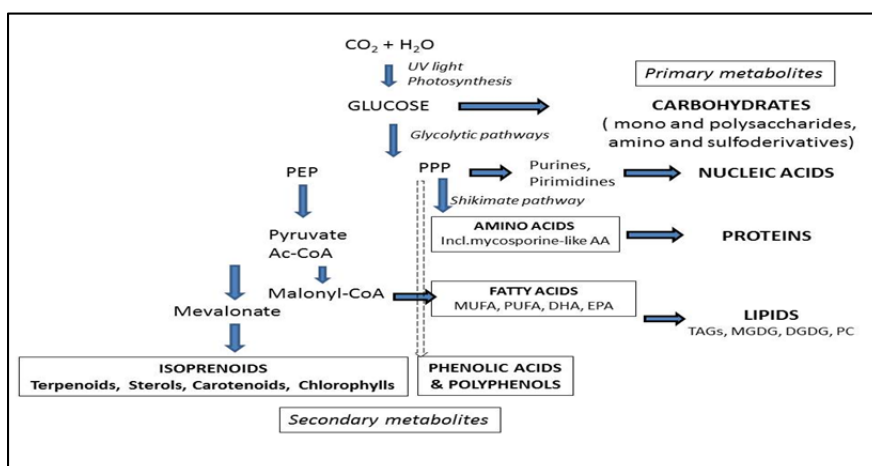 CO₂ + H₂O
UV light
Photosynthesis
Primary metabolites
GLUCOSE
CARBOHYDRATES
( mono and polysaccharides,
amino and sulfoderivatives)
Glycolytic pathways
PEP
PPP
Purines,
Pirimidines
NUCLEIC ACIDS
Shikimate pathway
AMINO ACIDS
Incl.mycosporine-like AA
PROTEINS
Pyruvate
Ac-CoA
Malonyl-CoA
FATTY ACIDS
MUFA, PUFA, DHA, EPA
Mevalonate
LIPIDS
TAGs, MGDG, DGDG, PC
ISOPRENOIDS
Terpenoids, Sterols, Carotenoids, Chlorophylls
PHENOLIC ACIDS
& POLYPHENOLS
Secondary metabolites